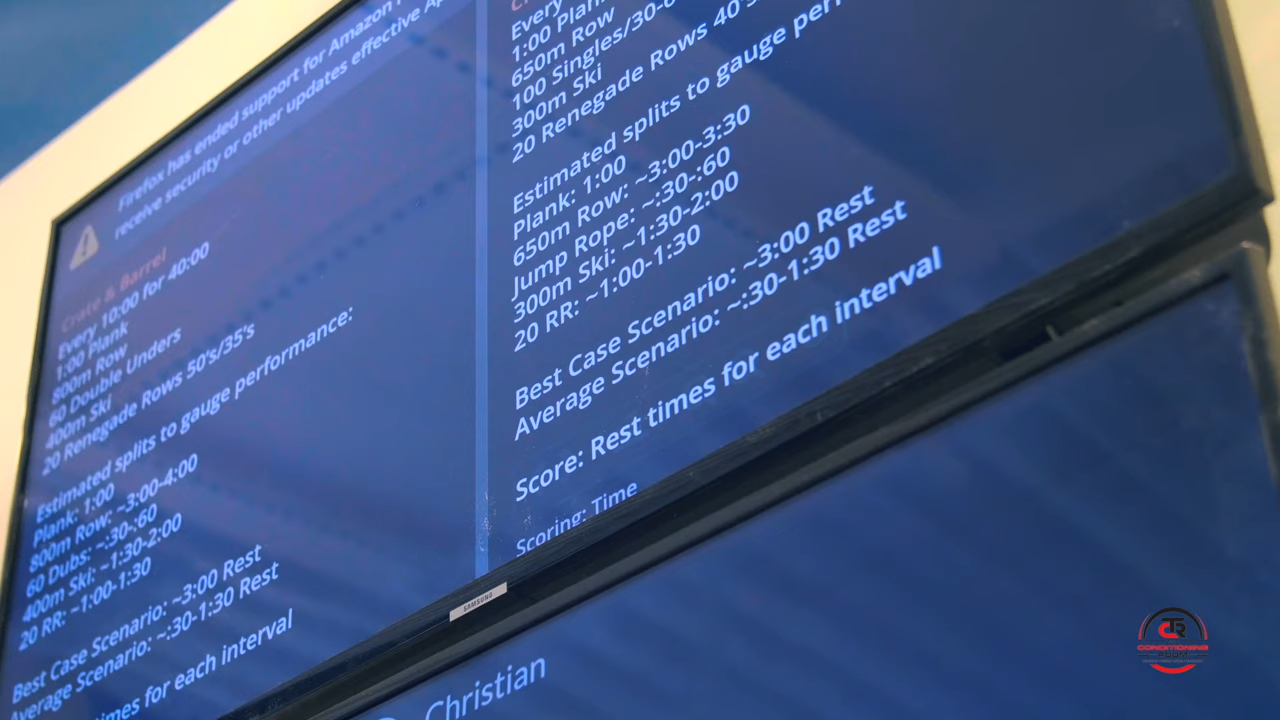 Firefox has ended support for Amazon
receive security or other updates effective
Crate & Barrel
Every 10:00 for 40:00
1:00 Plank
800m Row
60 Double Unders
400m Ski
20 Renegade Rows 50's/35's
Estimated splits to gauge performance:
Plank: 1:00
800m Row: ~3:00-4:00
60 Dubs: ~:30-:60
400m Ski: ~1:30-2:00
20 RR: ~1:00-1:30
Best Case Scenario: ~3:00 Rest
Average Scenario: ~:30-1:30 Rest
for each interval
Every
1:00 Plank
650m Row
100 Singles/30
300m Ski
20 Renegade Rows 40's
Estimated splits to gauge
Plank: 1:00
650m Row: ~3:00-3:30
Jump Rope: ~:30-:60
300m Ski: ~1:30-2:00
20 RR: ~1:00-1:30
Best Case Scenario: ~3:00 Rest
Average Scenario: ~:30-1:30 Rest
Score: Rest times for each interval
Scoring: Time
SAMSUNG
Christian
CTR
CONDITIONING
ROOM